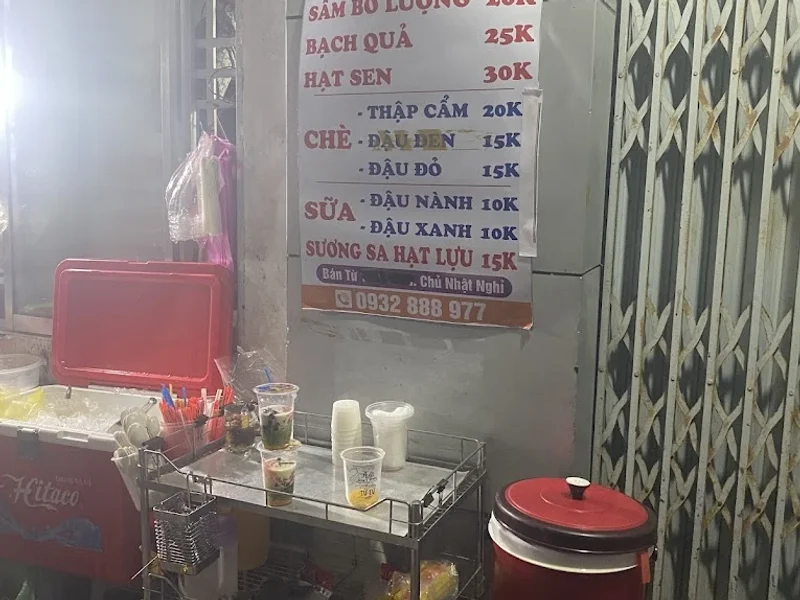 SÂM BỔ LƯỢNG 20K
BẠCH QUẢ 25K
HẠT SEN 30K
CHÈ
- THẬP CẨM 20K
- ĐẬU ĐEN 15K
- ĐẬU ĐỎ 15K
SỮA
- ĐẬU NÀNH 10K
- ĐẬU XANH 10K
SƯƠNG SA HẠT LỰU 15K
Bán Từ Chủ Nhật Nghỉ
0932 888 977
Hitaco